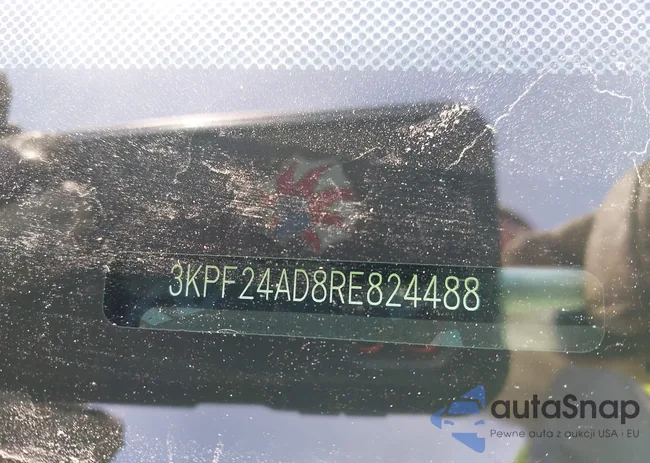 3KPF24AD8RE824488
autaSnap
Pewne auta z aukcji USA i EU